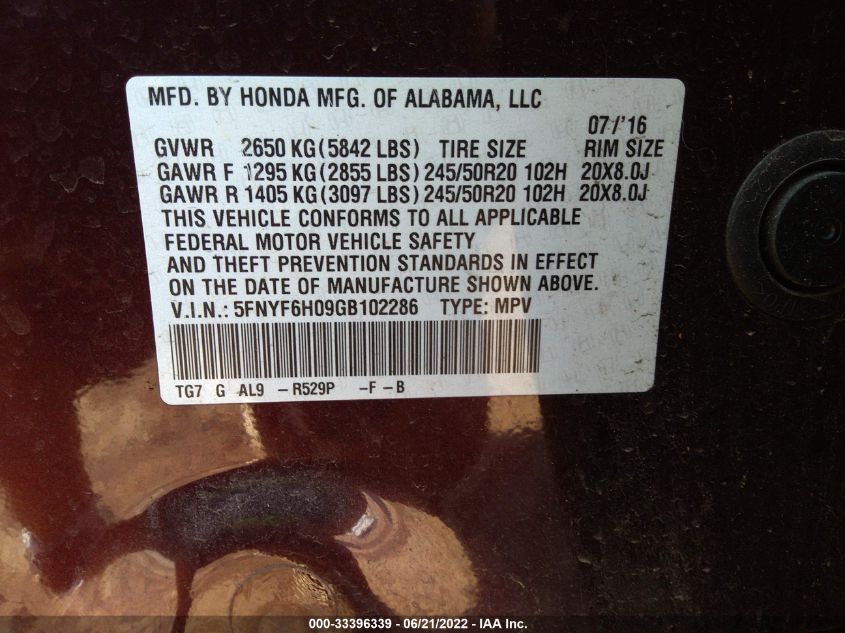 MFD. BY HONDA MFG. OF ALABAMA, LLC
07/'16
GVWR 2650 KG (5842 LBS) TIRE SIZE RIM SIZE
GAWR F 1295 KG (2855 LBS) 245/50R20 102H 20X8.0J
GAWR R 1405 KG (3097 LBS) 245/50R20 102H 20X8.0J
THIS VEHICLE CONFORMS TO ALL APPLICABLE
FEDERAL MOTOR VEHICLE SAFETY
AND THEFT PREVENTION STANDARDS IN EFFECT
ON THE DATE OF MANUFACTURE SHOWN ABOVE.
V.I.N.: 5FNYF6H09GB102286 TYPE: MPV
TG7 G AL9 -R529P -F-B
000-33396339 - 06/21/2022 - IAA Inc.